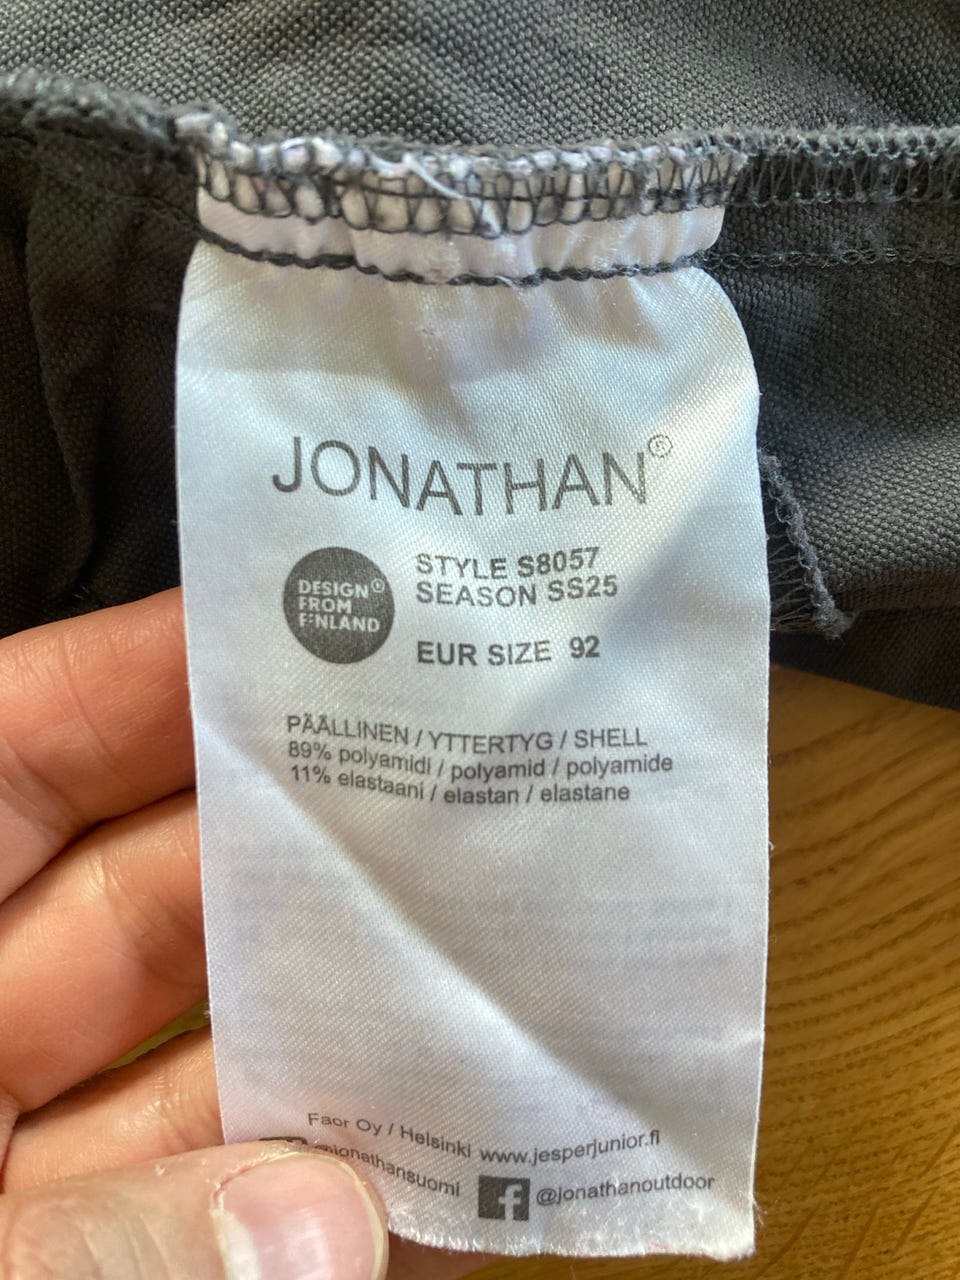 JONATHAN®
DESIGN
FROM
FINLAND
STYLE S8057
SEASON SS25
EUR SIZE 92
PÄÄLLINEN / YTTERTYG / SHELL
89% polyamidi / polyamid / polyamide
11% elastaani / elastan / elastane
Faor Oy / Helsinki www.jesperjunior.fi
@jonathansuomi
f @jonathanoutdoor